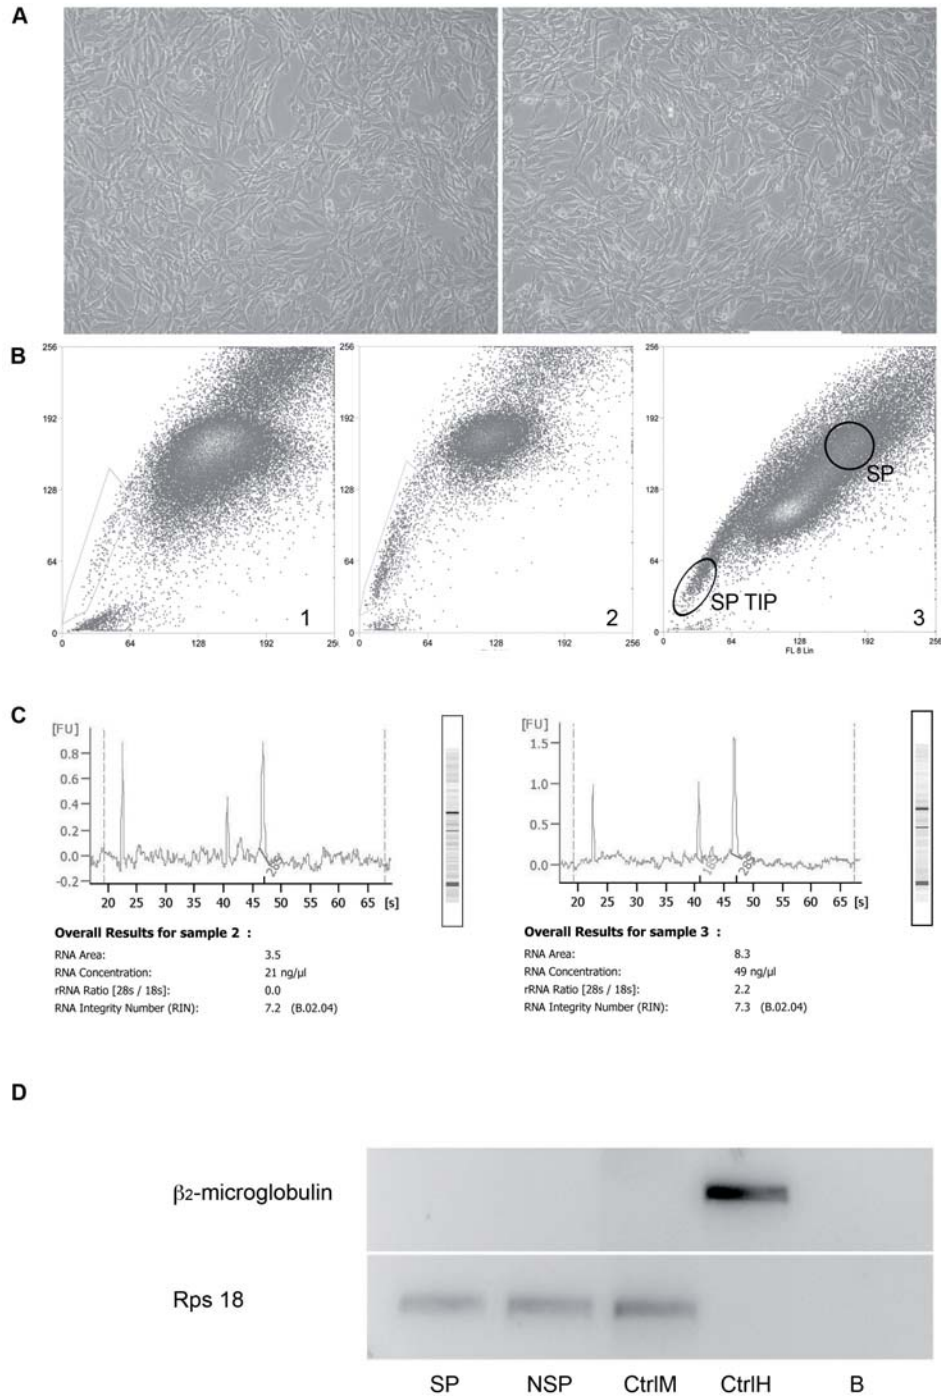 A
B
256
192
128
64
0
0
64
128
192
256
1
256
192
128
64
0
0
64
128
192
256
2
256
192
128
64
0
0
64
128
192
256
FL 8 Lin
SP
SP TIP
3
C
[FU]
0.8
0.6
0.4
0.2
0.0
-0.2
20 25 30 35 40 45 50 55 60 65 [s]
28S
Overall Results for sample 2 :
RNA Area: 3.5
RNA Concentration: 21 ng/µl
rRNA Ratio [28s / 18s]: 0.0
RNA Integrity Number (RIN): 7.2 (B.02.04)
[FU]
1.5
1.0
0.5
0.0
20 25 30 35 40 45 50 55 60 65 [s]
18S
28S
Overall Results for sample 3 :
RNA Area: 8.3
RNA Concentration: 49 ng/µl
rRNA Ratio [28s / 18s]: 2.2
RNA Integrity Number (RIN): 7.3 (B.02.04)
D
β2-microglobulin
Rps 18
SP NSP CtrlM CtrlH B